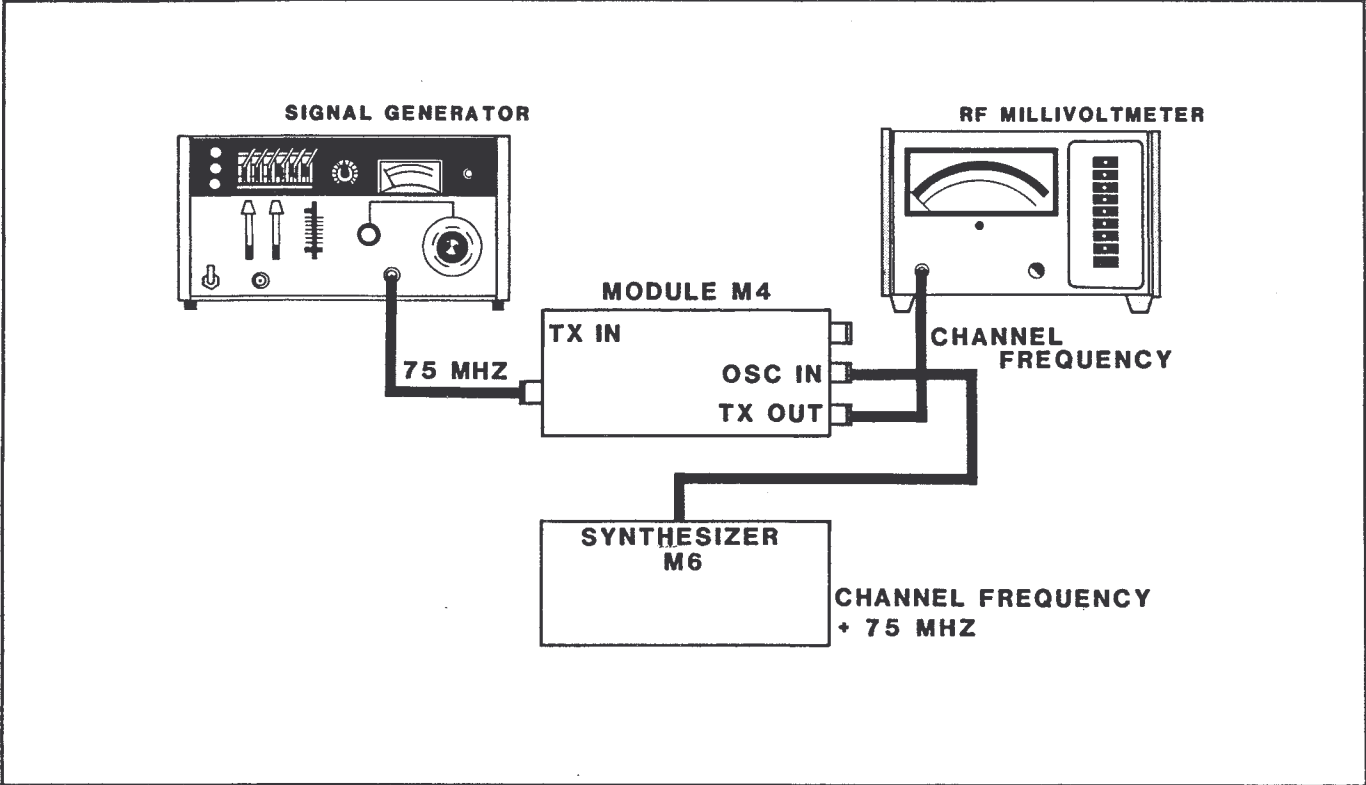 SIGNAL GENERATOR
RF MILLIVOLTMETER
MODULE M4
TX IN
75 MHZ
OSC IN
TX OUT
CHANNEL
FREQUENCY
SYNTHESIZER
M6
CHANNEL FREQUENCY
+ 75 MHZ